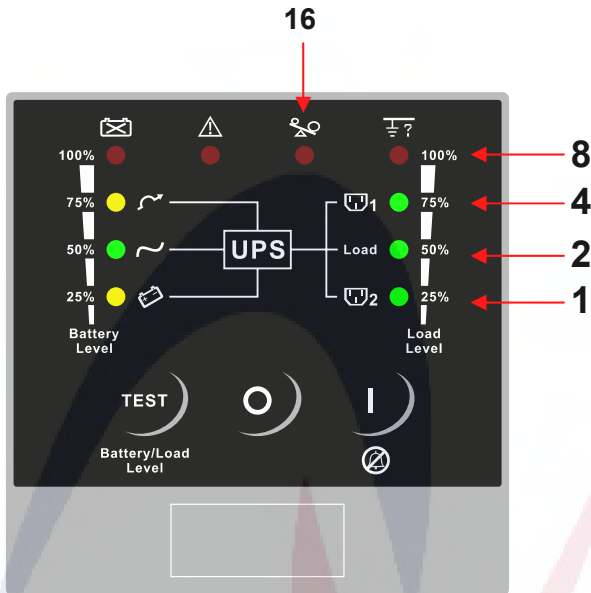 16
?
100% 100% 8
75% 1 75% 4
50% UPS Load 50% 2
25% 2 25% 1
Battery
Level
Load
Level
TEST O I
Battery/Load
Level